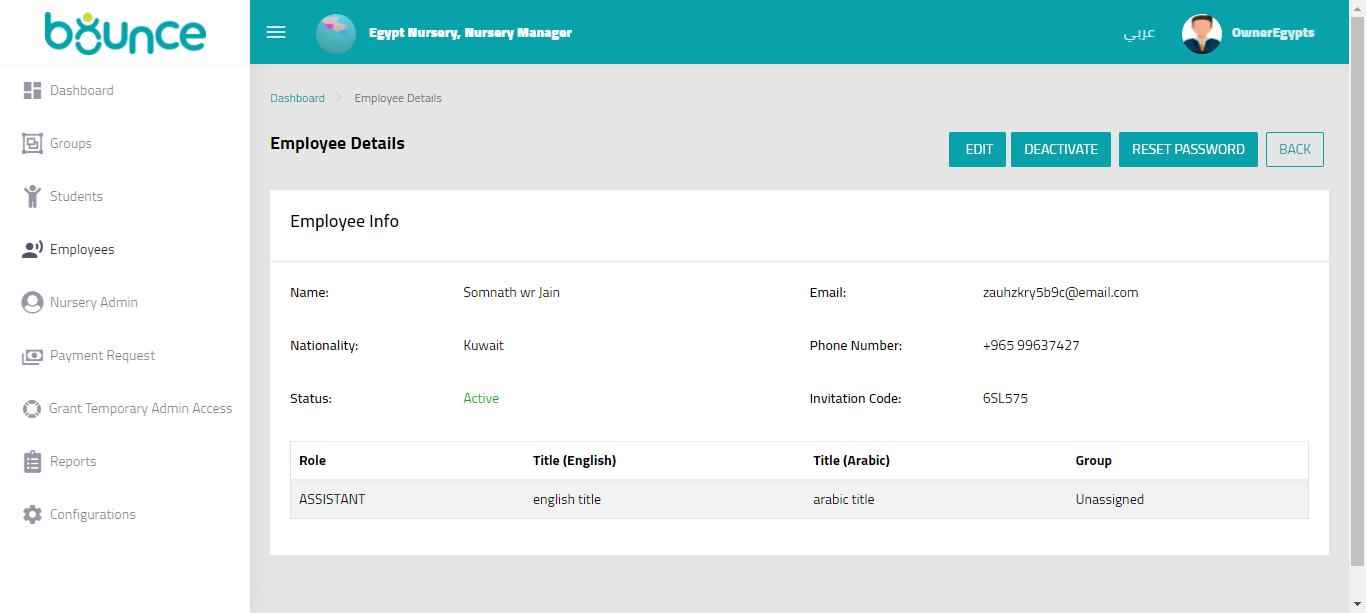 bounce
Egypt Nursery, Nursery Manager
عربي
OwnerEgypts
Dashboard
Groups
Students
Employees
Nursery Admin
Payment Request
Grant Temporary Admin Access
Reports
Configurations
Dashboard > Employee Details
Employee Details
EDIT DEACTIVATE RESET PASSWORD BACK
Employee Info
Name: Somnath wr Jain Email: zauhzkry5b9c@email.com
Nationality: Kuwait Phone Number: +965 99637427
Status: Active Invitation Code: 6SL575
Role Title (English) Title (Arabic) Group
ASSISTANT english title arabic title Unassigned